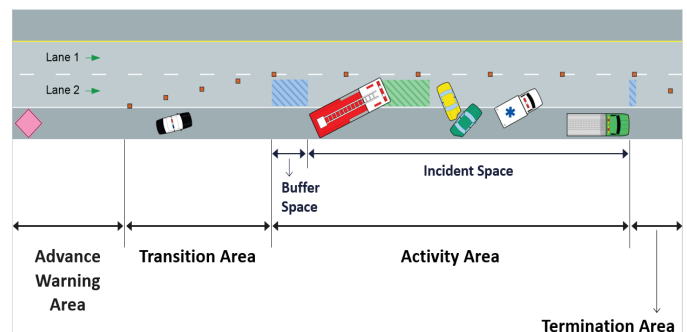 Lane 1
Lane 2
Buffer
Space
Incident Space
Advance
Warning
Area
Transition Area
Activity Area
Termination Area